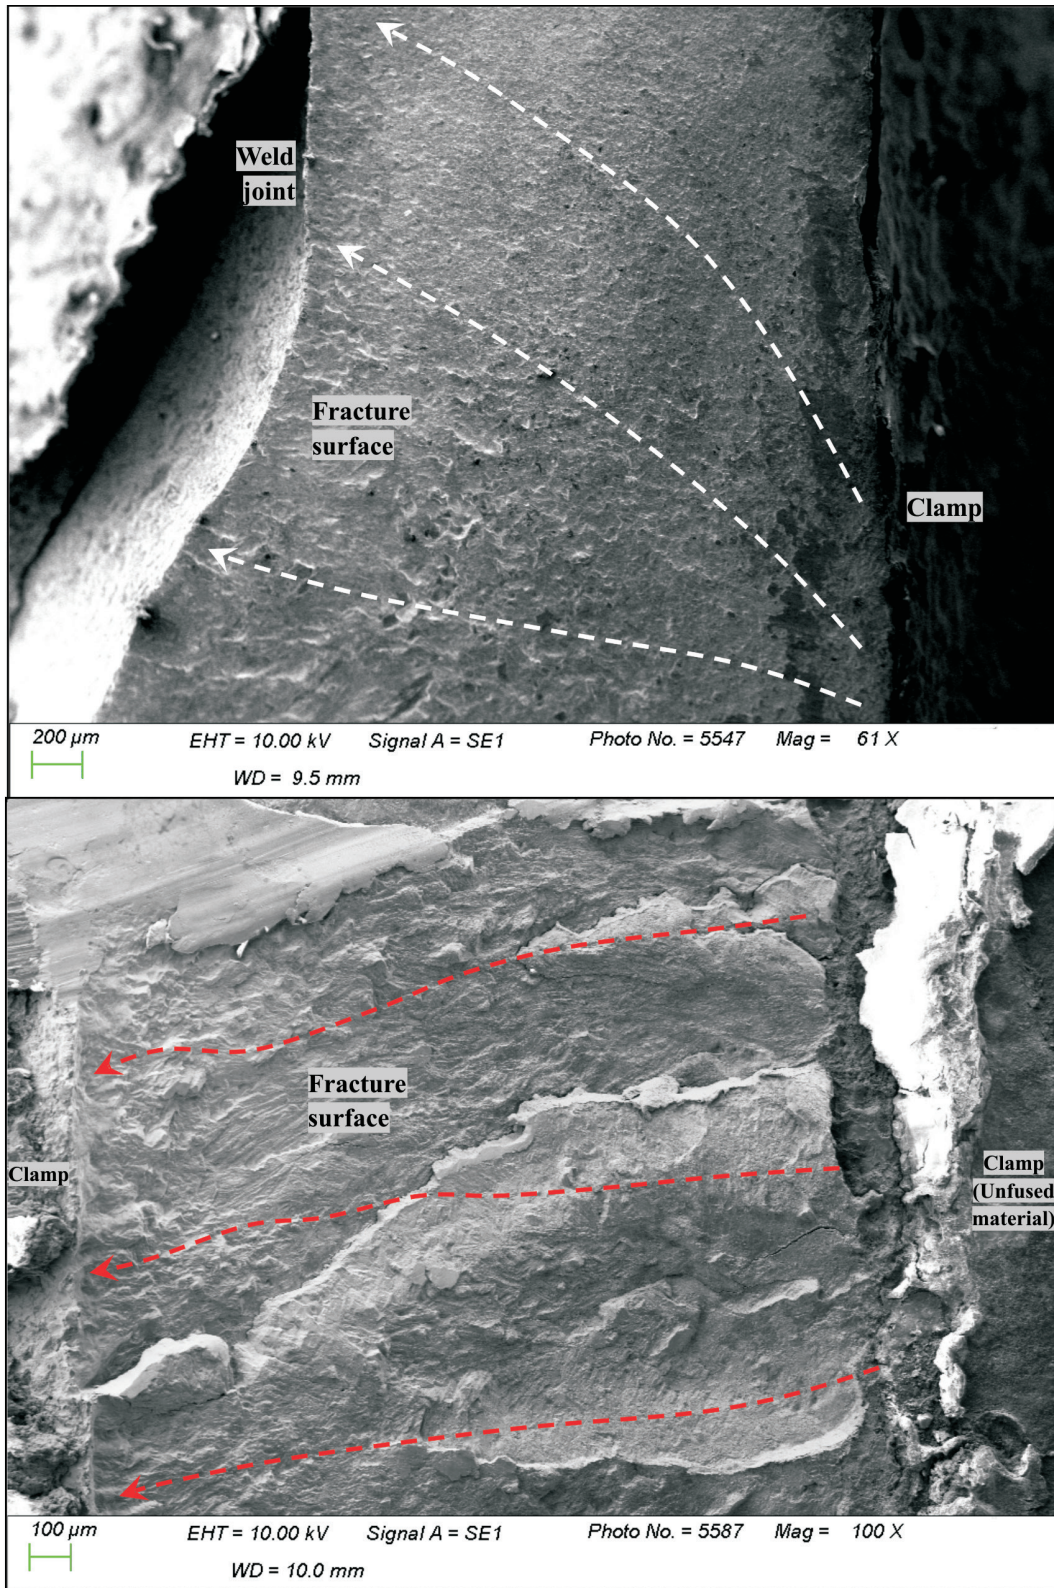 Weld
joint
Fracture
surface
Clamp
200 µm
EHT = 10.00 kV Signal A = SE1 Photo No. = 5547 Mag = 61 X
WD = 9.5 mm
Fracture
surface
Clamp
Clamp
(Unfused
material)
100 µm
EHT = 10.00 kV Signal A = SE1 Photo No. = 5587 Mag = 100 X
WD = 10.0 mm